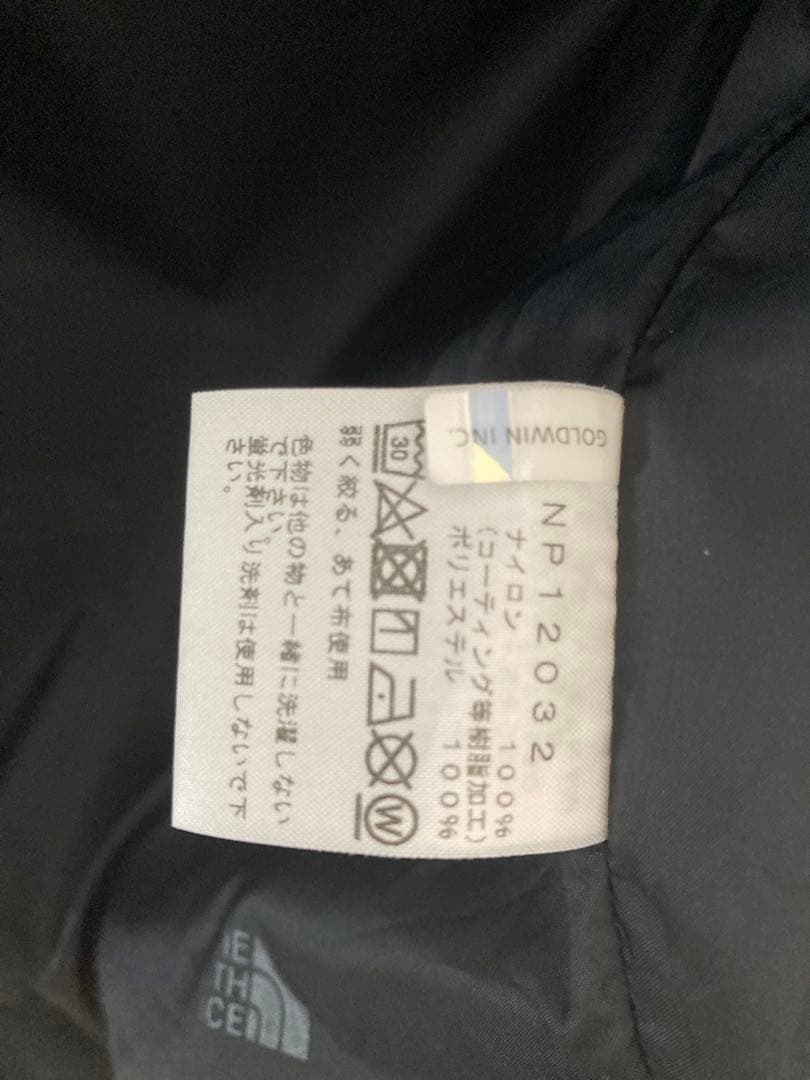 GOLDWIN INC.
NP12032
ナイロン 100%
(コーティング等樹脂加工)
ポリエステル 100%
30
W
弱く絞る、あて布使用
色物は他の物と一緒に洗濯しない
で下さい。
蛍光剤入り洗剤は使用しないで下
さい。
E
TH
CE